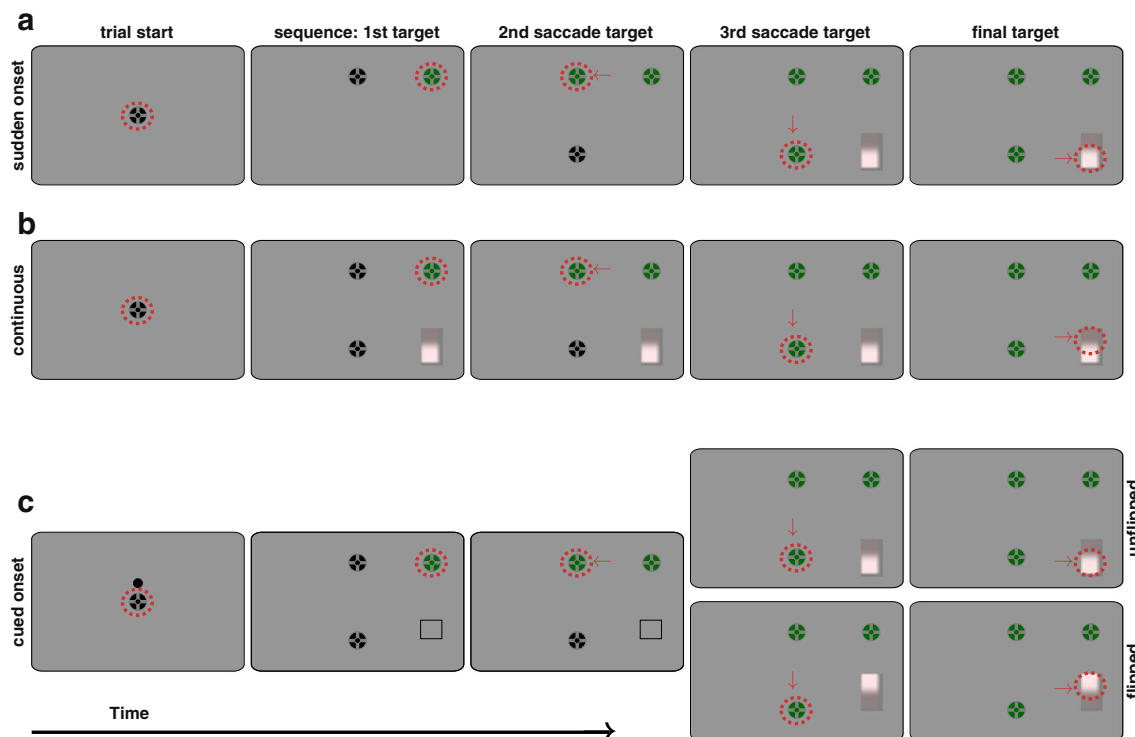 a
trial start
sequence: 1st target
2nd saccade target
3rd saccade target
final target
sudden onset
b
continuous
c
cued onset
unflipped
flipped
Time